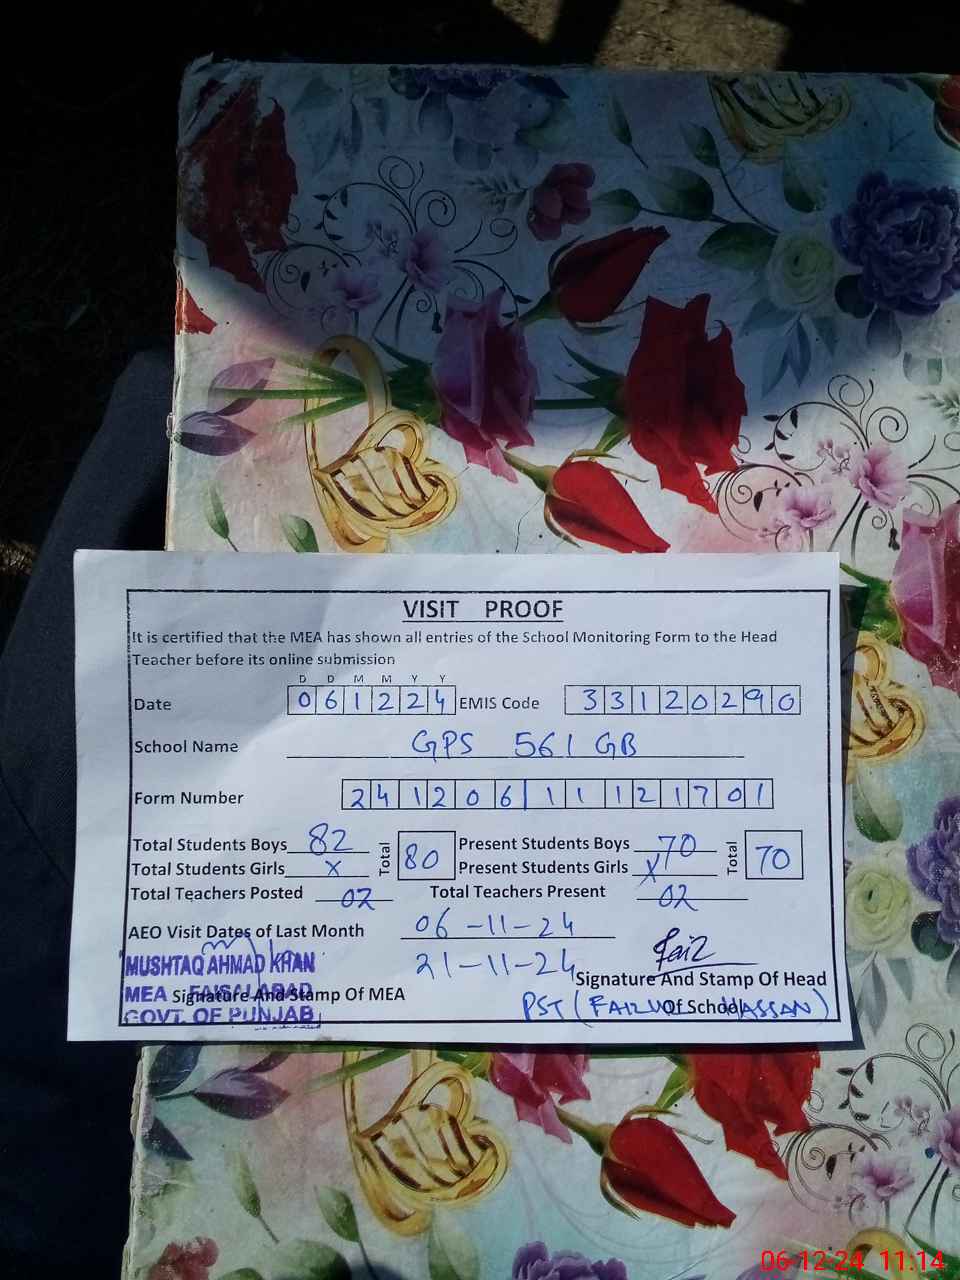 VISIT PROOF
It is certified that the MEA has shown all entries of the School Monitoring Form to the Head
Teacher before its online submission
D D M M Y Y
Date 061224 EMIS Code 33120290
School Name GPS 561 GB
Form Number 241206111121701
Total Students Boys 82 Total 80 Present Students Boys 70 Total 70
Total Students Girls X Present Students Girls X
Total Teachers Posted 02 Total Teachers Present 02
AEO Visit Dates of Last Month 06-11-24
21-11-24
Faiz
MUSHTAQ AHMAD KHAN
MEA FAISALABAD
GOVT. OF PUNJAB
Signature And Stamp Of MEA
Signature And Stamp Of Head
Of School
PST (FAIZUL HASSAN)
06-12-24 11:14